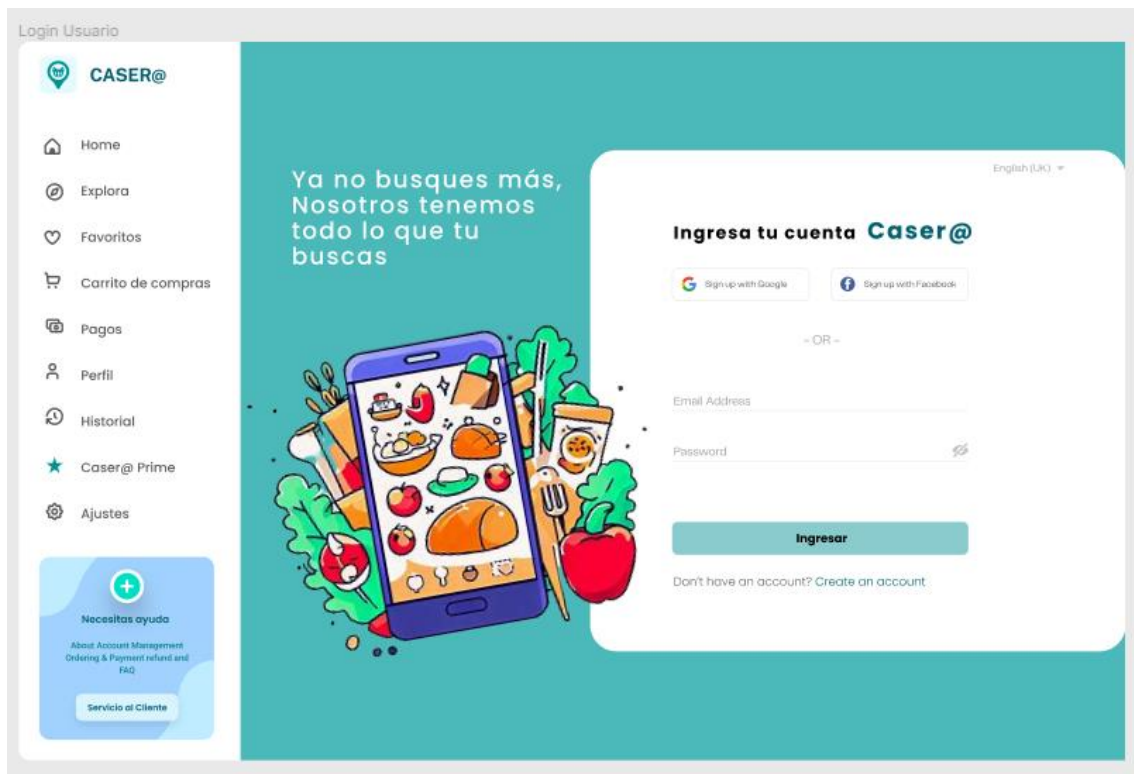 Login Usuario
CASER@
Home
Explora
Favoritos
Carrito de compras
Pagos
Perfil
Historial
Caser@ Prime
Ajustes
Necesitas ayuda
About Account Management
Ordering & Payment refund and
FAQ
Servicio al Cliente
Ya no busques más,
Nosotros tenemos
todo lo que tu
buscas
English (UK)
Ingresa tu cuenta Caser@
Sign up with Google
Sign up with Facebook
- OR -
Email Address
Password
Ingresar
Don't have an account? Create an account